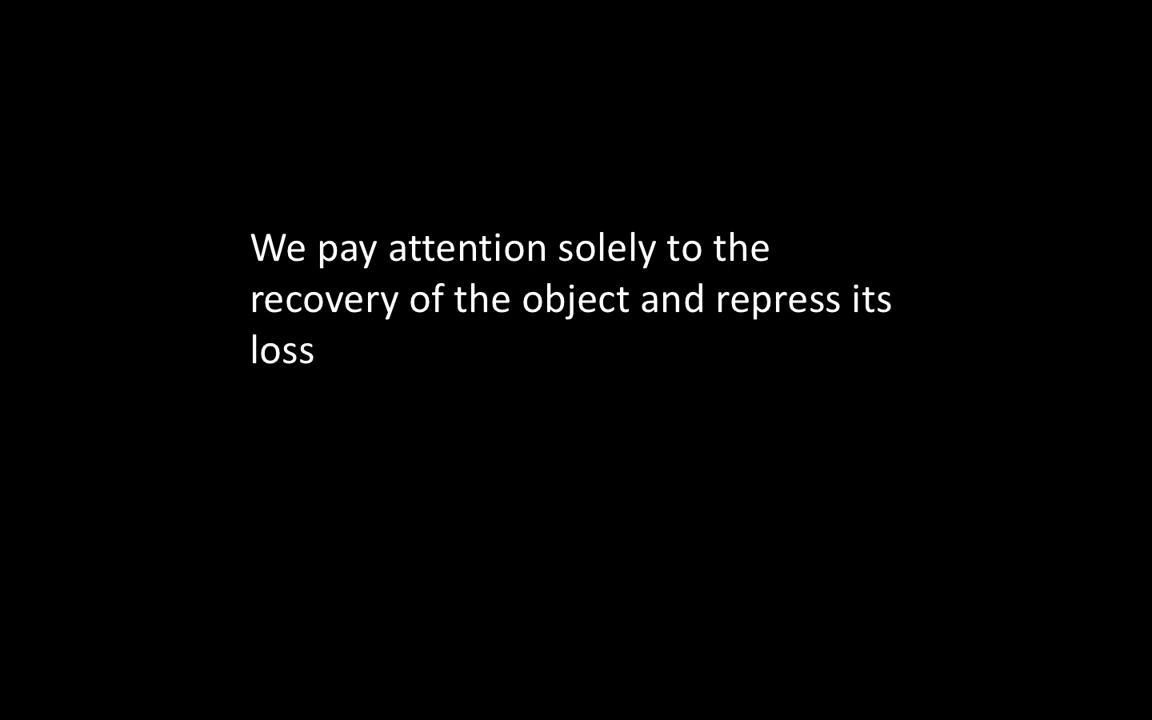 We pay attention solely to the
recovery of the object and repress its
loss